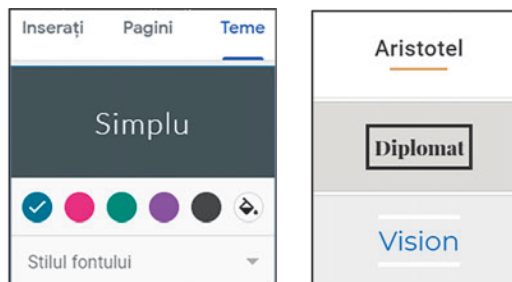 Inserați Pagini Teme
Simplu
Stilul fontului
Aristotel
Diplomat
Vision